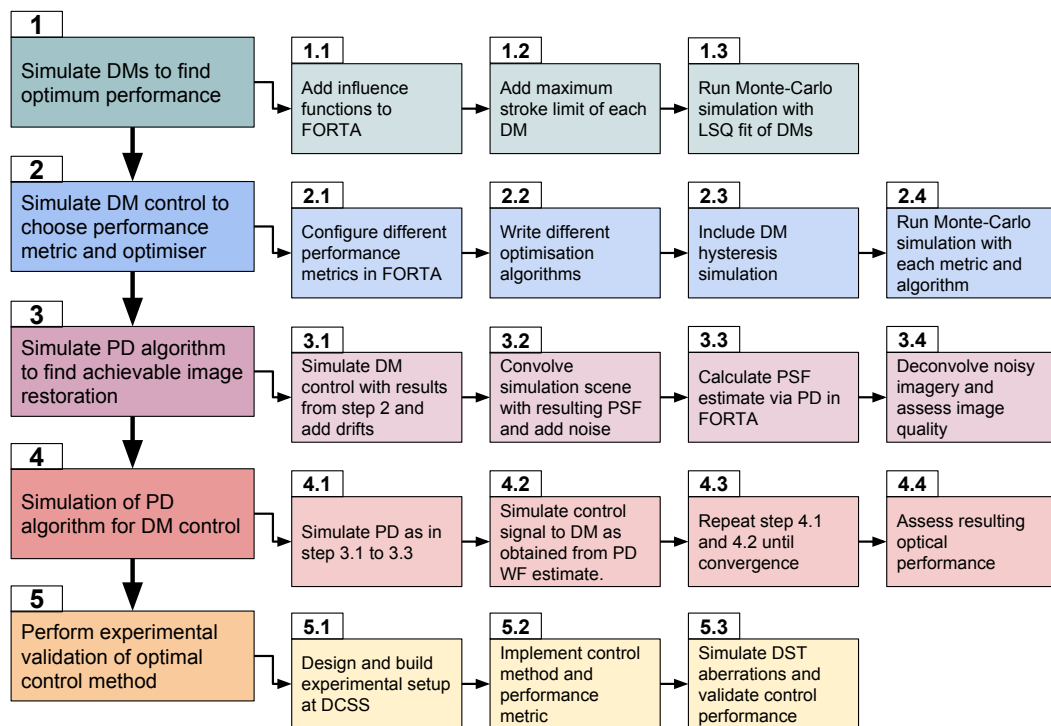 1
Simulate DMs to find
optimum performance
1.1
Add influence
functions to
FORTA
1.2
Add maximum
stroke limit of each
DM
1.3
Run Monte-Carlo
simulation with
LSQ fit of DMs
2
Simulate DM control to
choose performance
metric and optimiser
2.1
Configure different
performance
metrics in FORTA
2.2
Write different
optimisation
algorithms
2.3
Include DM
hysteresis
simulation
2.4
Run Monte-Carlo
simulation with
each metric and
algorithm
3
Simulate PD algorithm
to find achievable image
restoration
3.1
Simulate DM
control with results
from step 2 and
add drifts
3.2
Convolve
simulation scene
with resulting PSF
and add noise
3.3
Calculate PSF
estimate via PD in
FORTA
3.4
Deconvolve noisy
imagery and
assess image
quality
4
Simulation of PD
algorithm for DM control
4.1
Simulate PD as in
step 3.1 to 3.3
4.2
Simulate control
signal to DM as
obtained from PD
WF estimate.
4.3
Repeat step 4.1
and 4.2 until
convergence
4.4
Assess resulting
optical
performance
5
Perform experimental
validation of optimal
control method
5.1
Design and build
experimental setup
at DCSS
5.2
Implement control
method and
performance
metric
5.3
Simulate DST
aberrations and
validate control
performance